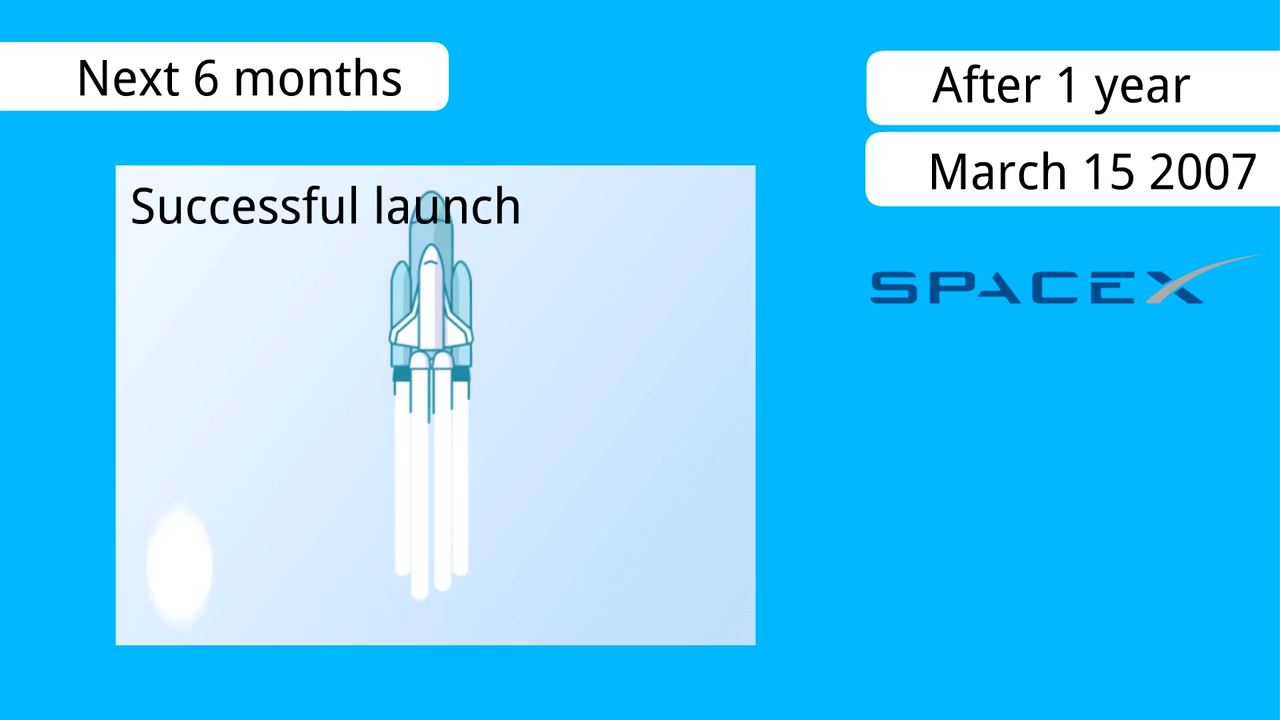 Next 6 months
After 1 year
March 15 2007
Successful launch
SPACEX